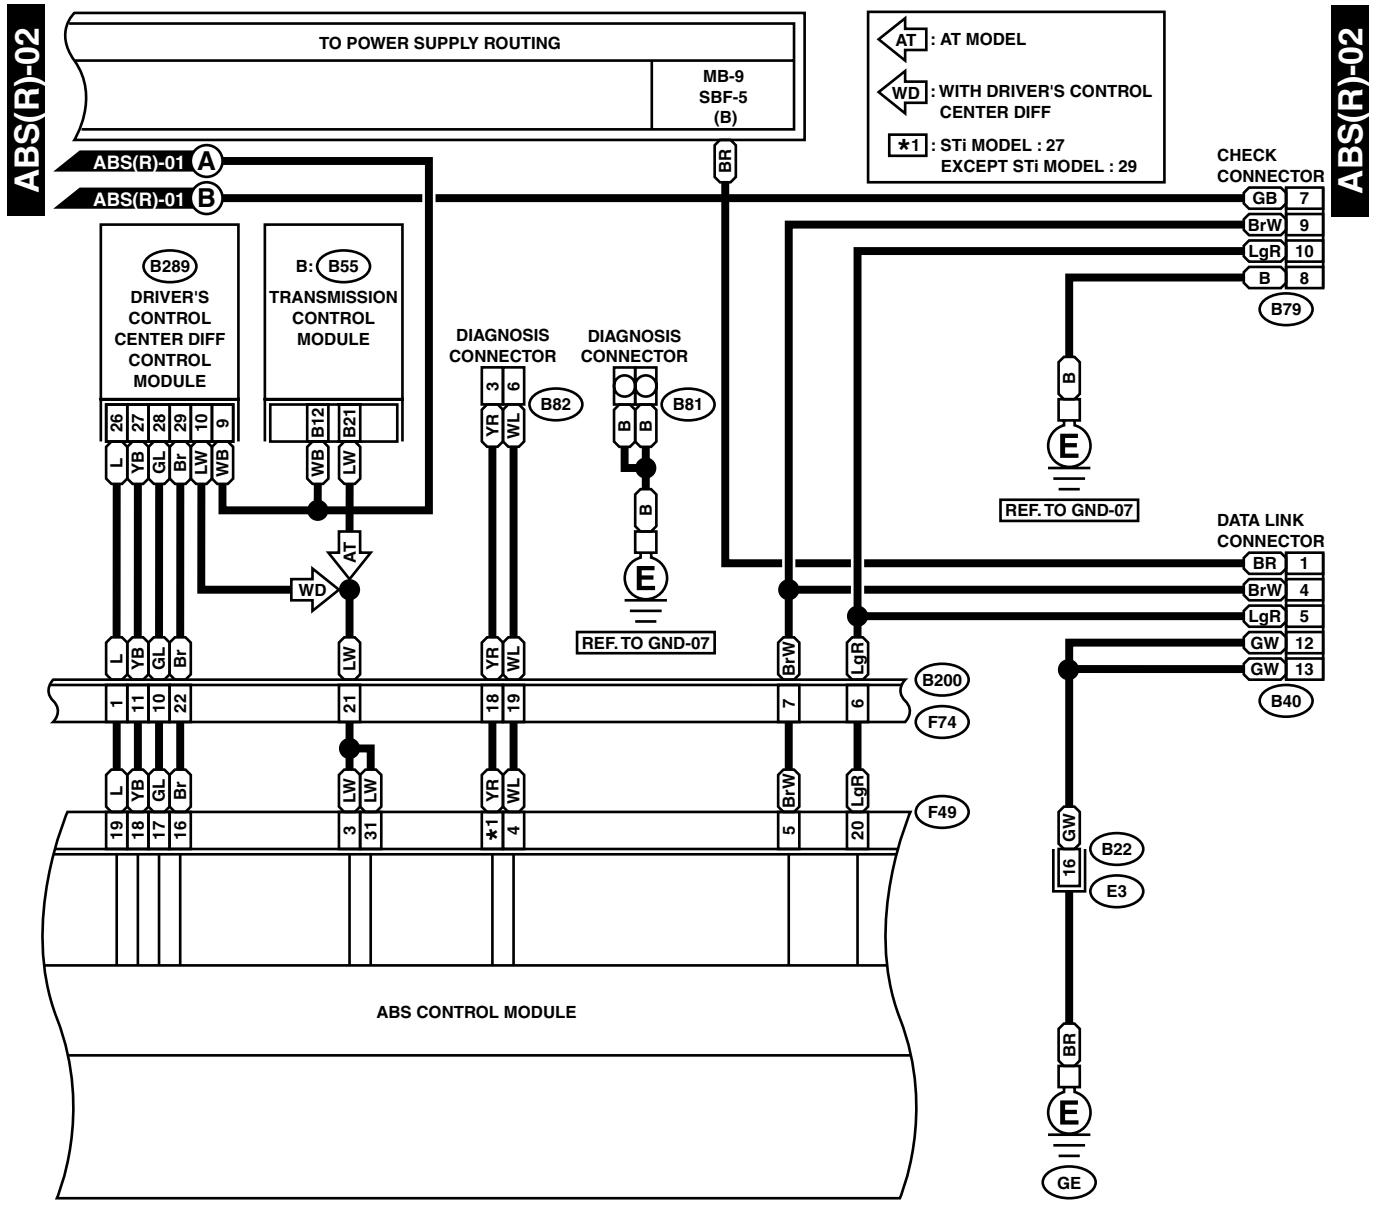 ABS(R)-02
TO POWER SUPPLY ROUTING
MB-9
SBF-5
(B)
AT : AT MODEL
WD : WITH DRIVER'S CONTROL
CENTER DIFF
*1 : STi MODEL : 27
EXCEPT STi MODEL : 29
ABS(R)-02
ABS(R)-01 A
ABS(R)-01 B
BR
CHECK
CONNECTOR
GB 7
BrW 9
LgR 10
B 8
B79
B289
DRIVER'S
CONTROL
CENTER DIFF
CONTROL
MODULE
B: B55
TRANSMISSION
CONTROL
MODULE
DIAGNOSIS
CONNECTOR
DIAGNOSIS
CONNECTOR
3 6
B82
B81
26 27 28 29 10 9
B12 B21
YR WL
B B
L YB GL Br LW WB
WB LW
B
E
REF. TO GND-07
B
E
REF. TO GND-07
AT
WD
DATA LINK
CONNECTOR
BR 1
BrW 4
LgR 5
GW 12
GW 13
B40
L YB GL Br LW YR WL BrW LgR
B200
1 11 10 22 21 18 19 7 6
F74
L YB GL Br LW LW YR WL BrW LgR
F49
19 18 17 16 3 31 *1 4 5 20
GW
B22
16
E3
ABS CONTROL MODULE
BR
E
GE